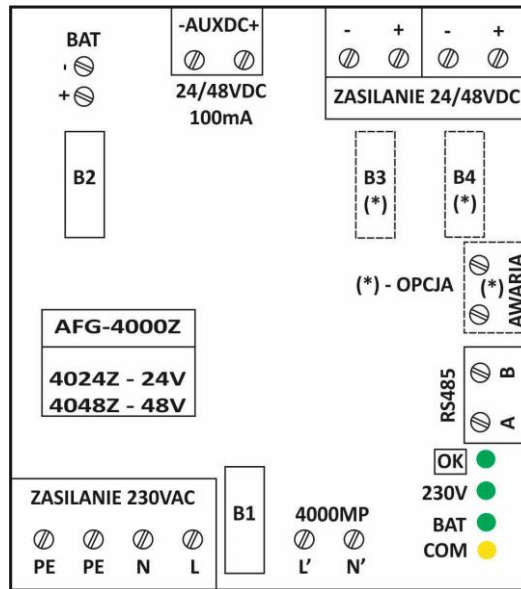 BAT
-
+
-AUXDC+
24/48VDC
100mA
- + - +
ZASILANIE 24/48VDC
B2
B3
(*)
B4
(*)
(*) - OPCJA
(*)
AWARIA
AFG-4000Z
4024Z - 24V
4048Z - 48V
RS485
B
A
OK
230V
BAT
COM
ZASILANIE 230VAC
PE PE N L
B1
4000MP
L' N'